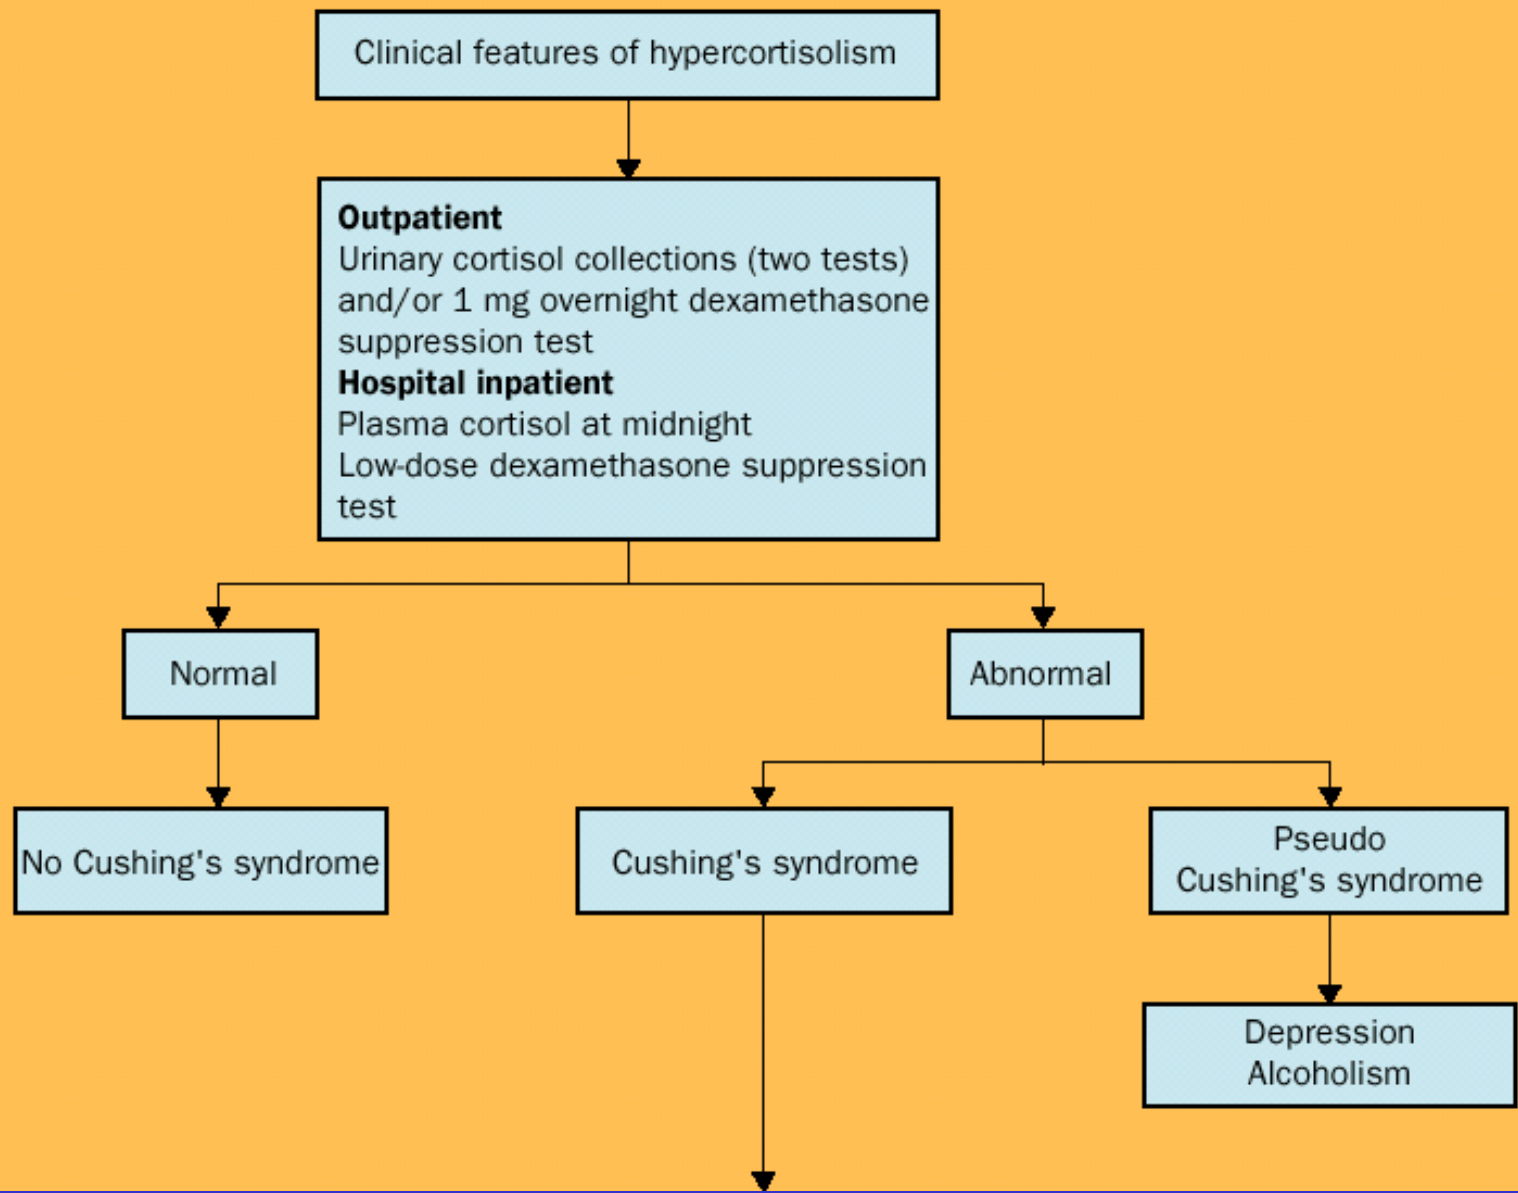 Clinical features of hypercortisolism
Outpatient
Urinary cortisol collections (two tests)
and/or 1 mg overnight dexamethasone
suppression test
Hospital inpatient
Plasma cortisol at midnight
Low-dose dexamethasone suppression
test
Normal
Abnormal
No Cushing's syndrome
Cushing's syndrome
Pseudo
Cushing's syndrome
Depression
Alcoholism